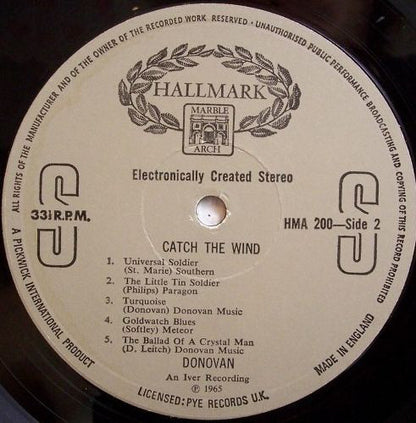 ALL RIGHTS OF THE MANUFACTURER AND OF THE OWNER OF THE RECORDED WORK RESERVED - UNAUTHORISED PUBLIC PERFORMANCE BROADCASTING AND COPYING OF THIS RECORD PROHIBITED
HALLMARK
MARBLE
ARCH
Electronically Created Stereo
33⅓ R.P.M.
HMA 200—Side 2
CATCH THE WIND
1. Universal Soldier
(St. Marie) Southern
2. The Little Tin Soldier
(Philips) Paragon
3. Turquoise
(Donovan) Donovan Music
4. Goldwatch Blues
(Softley) Meteor
5. The Ballad Of A Crystal Man
(D. Leitch) Donovan Music
DONOVAN
An Iver Recording
℗ 1965
A PICKWICK INTERNATIONAL PRODUCT
LICENSED: PYE RECORDS U.K.
MADE IN ENGLAND